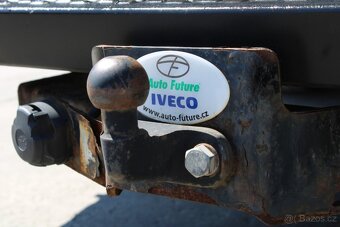 Auto Future
IVECO
www.auto-future.cz
© Bazos.cz